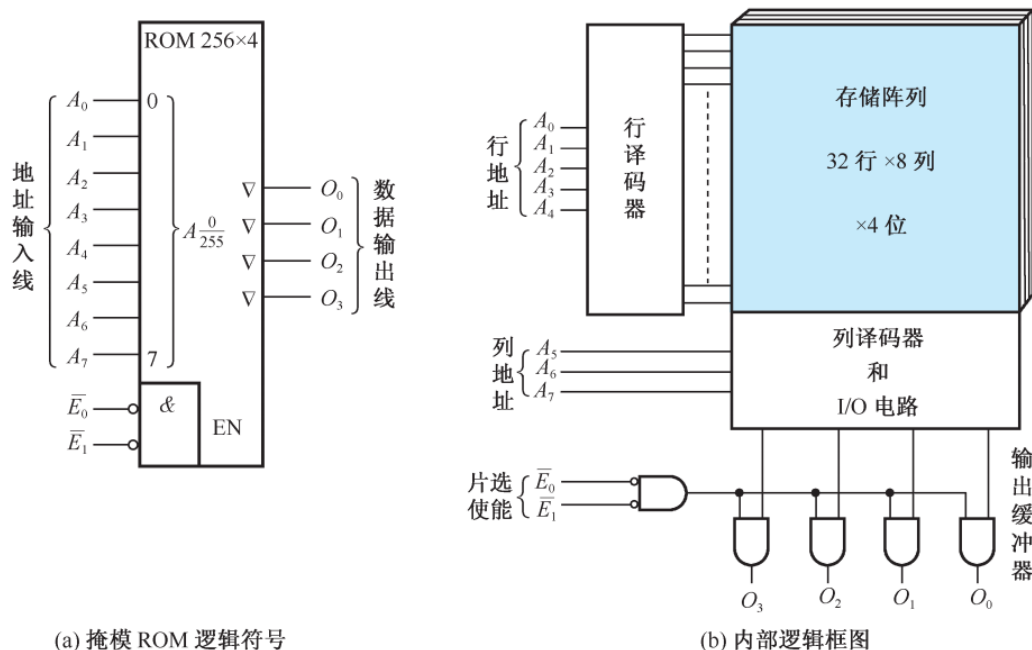 ROM 256×4
地址输入线
A₀
A₁
A₂
A₃
A₄
A₅
A₆
A₇
0
7
A 0/255
∇ O₀
∇ O₁
∇ O₂
∇ O₃
数据输出线
E̅₀
E̅₁
&
EN
(a) 掩模 ROM 逻辑符号
行地址
A₀
A₁
A₂
A₃
A₄
行译码器
存储阵列
32 行 ×8 列
×4 位
列地址
A₅
A₆
A₇
列译码器
和
I/O 电路
片选
使能
E̅₀
E̅₁
输出缓冲器
O₃ O₂ O₁ O₀
(b) 内部逻辑框图